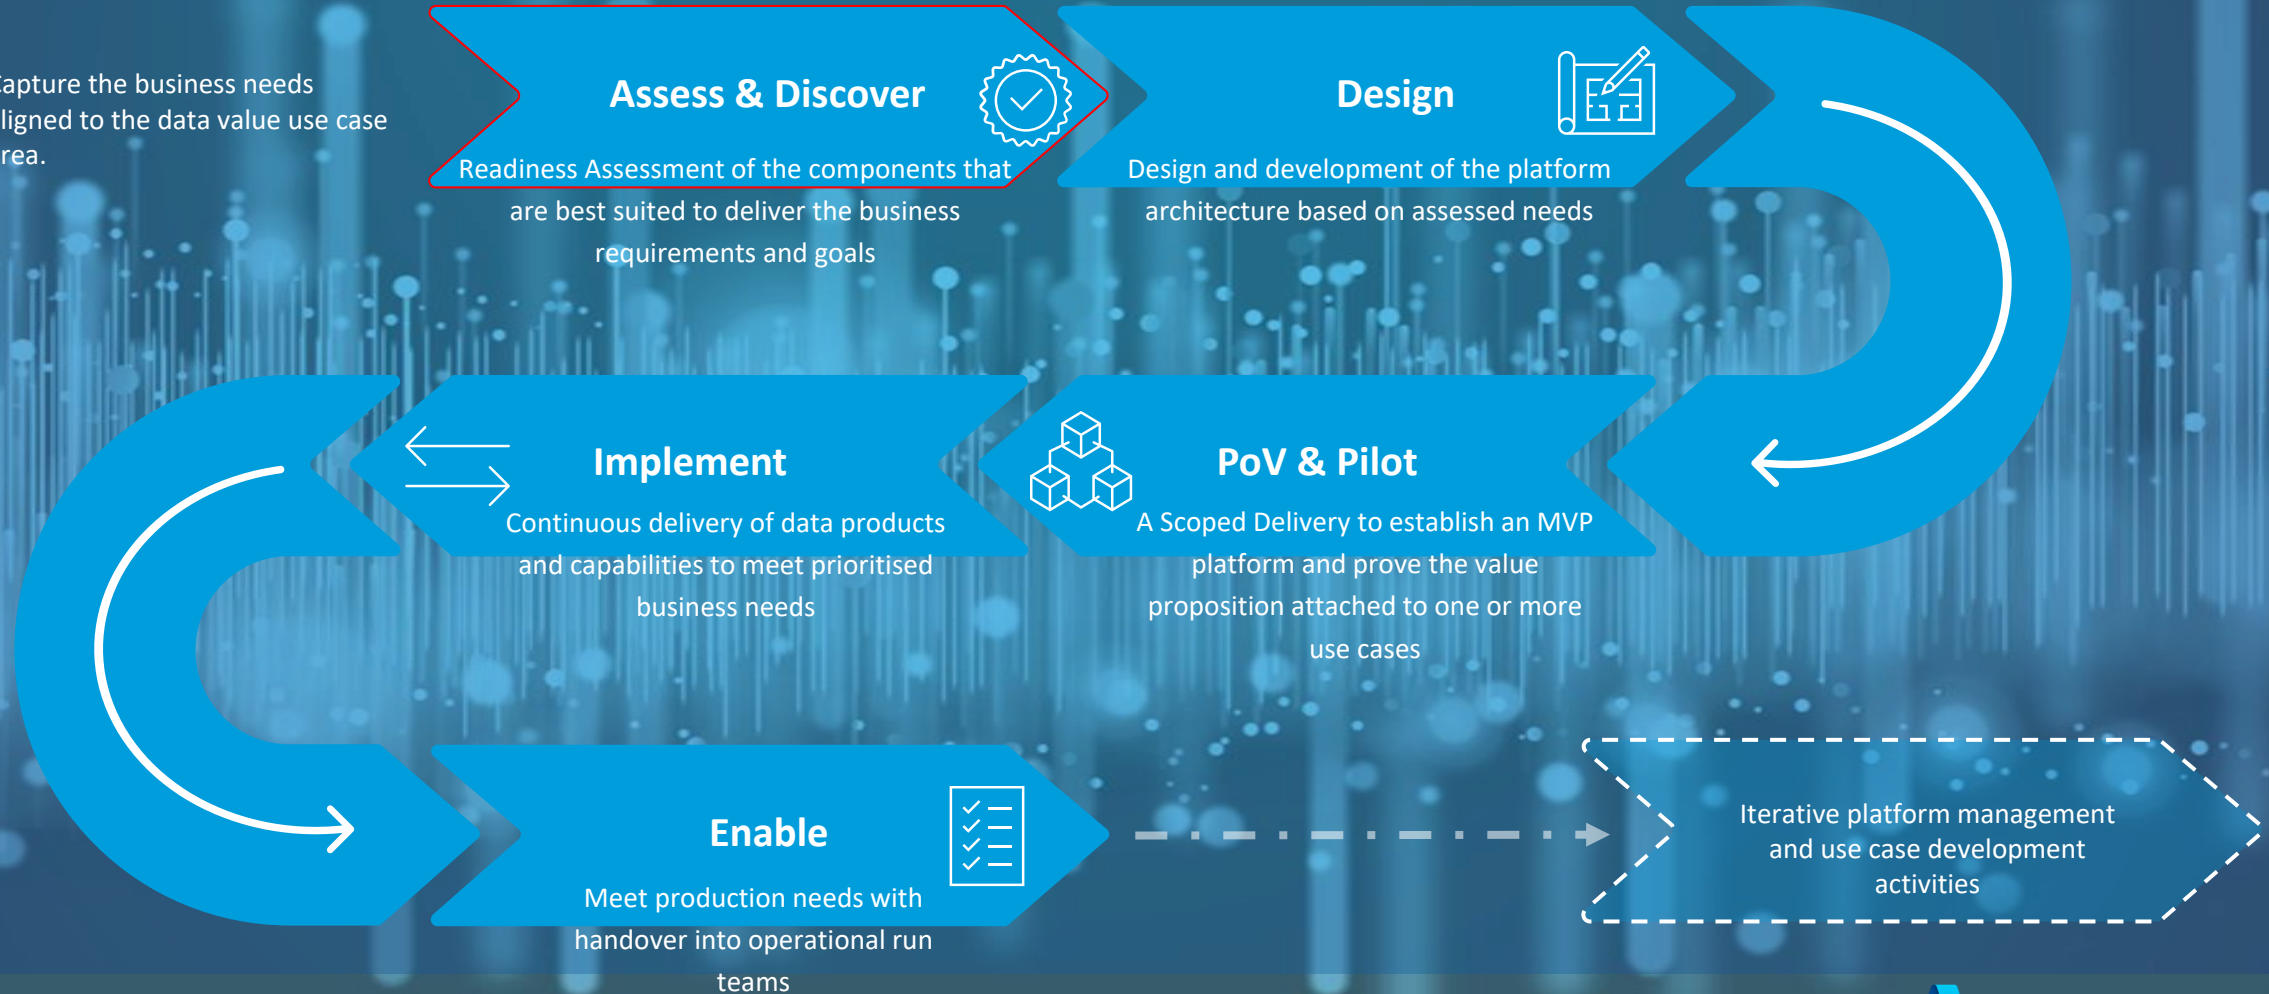 apture the business needs
ligned to the data value use case
rea.
Assess & Discover
Readiness Assessment of the components that
are best suited to deliver the business
requirements and goals
Design
Design and development of the platform
architecture based on assessed needs
PoV & Pilot
A Scoped Delivery to establish an MVP
platform and prove the value
proposition attached to one or more
use cases
Implement
Continuous delivery of data products
and capabilities to meet prioritised
business needs
Enable
Meet production needs with
handover into operational run
teams
Iterative platform management
and use case development
activities